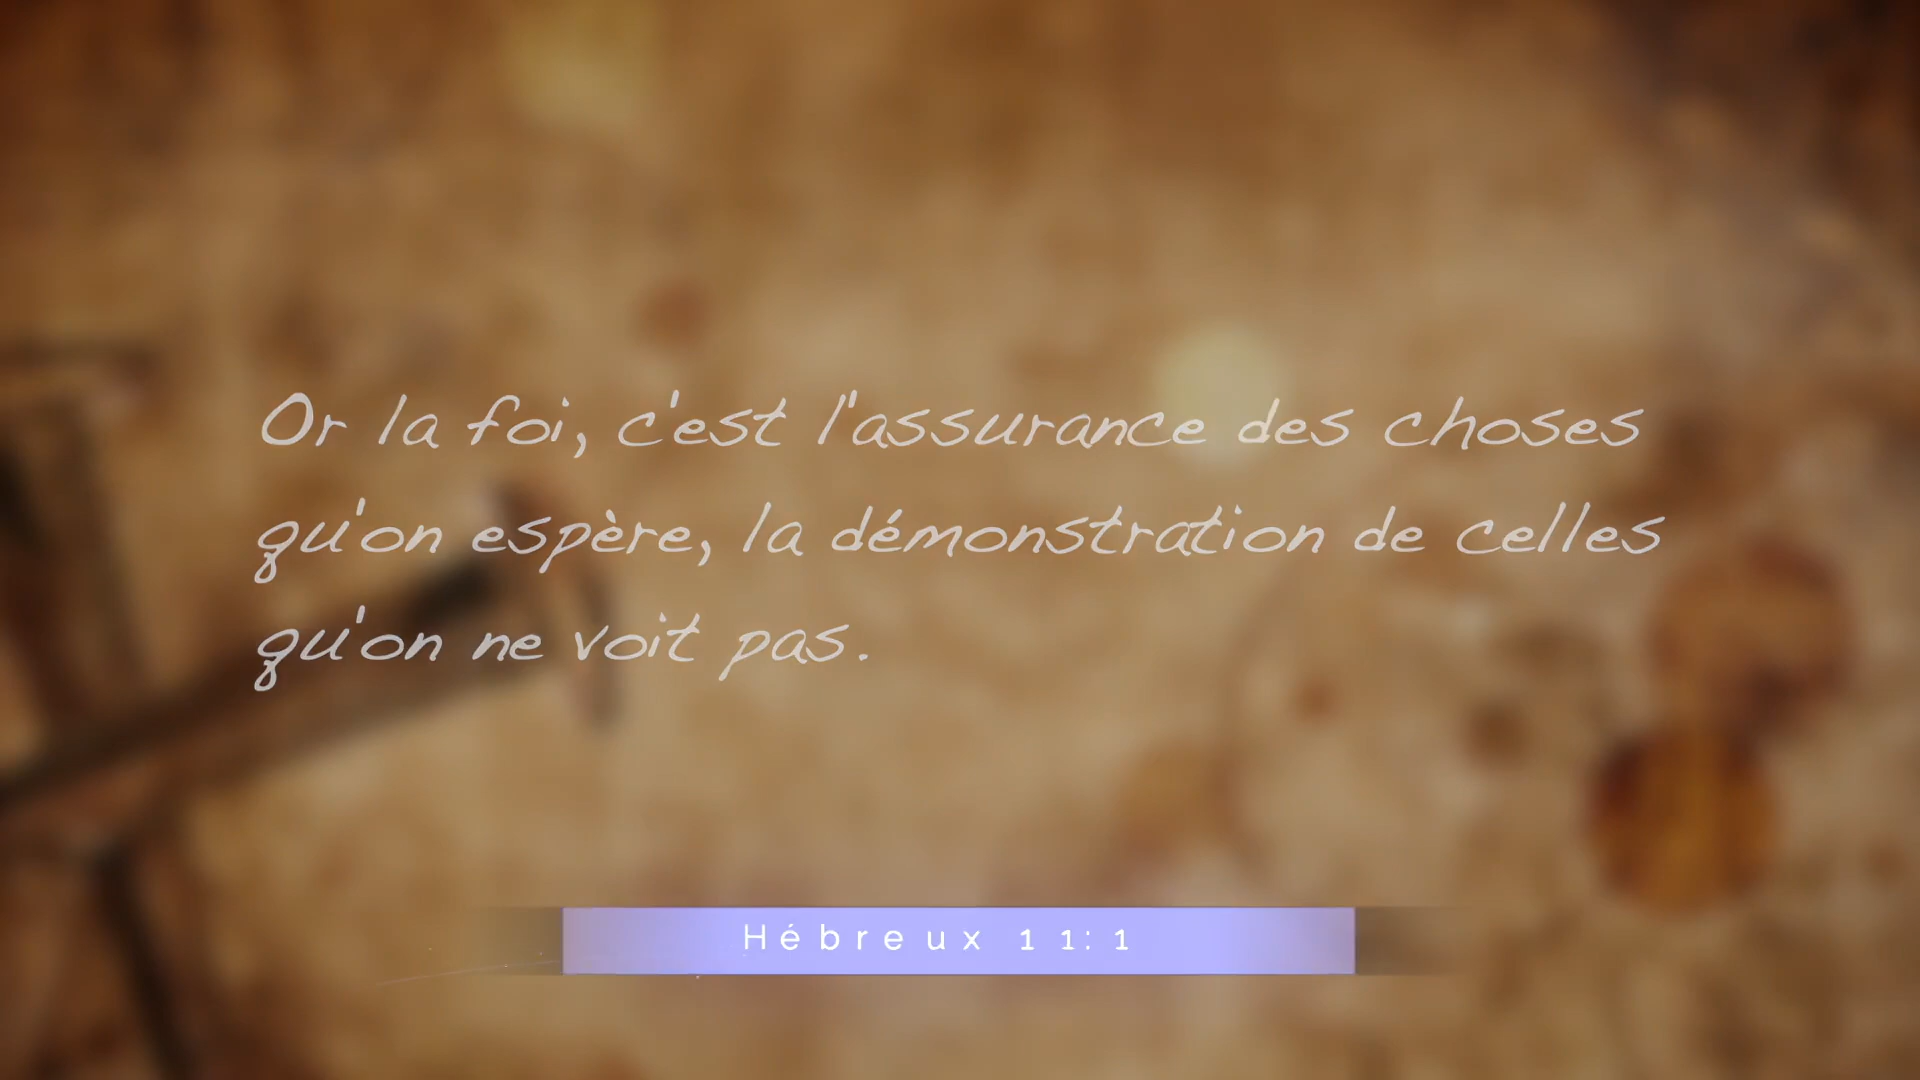 Or la foi, c'est l'assurance des choses
qu'on espère, la démonstration de celles
qu'on ne voit pas.
Hébreux 11:1